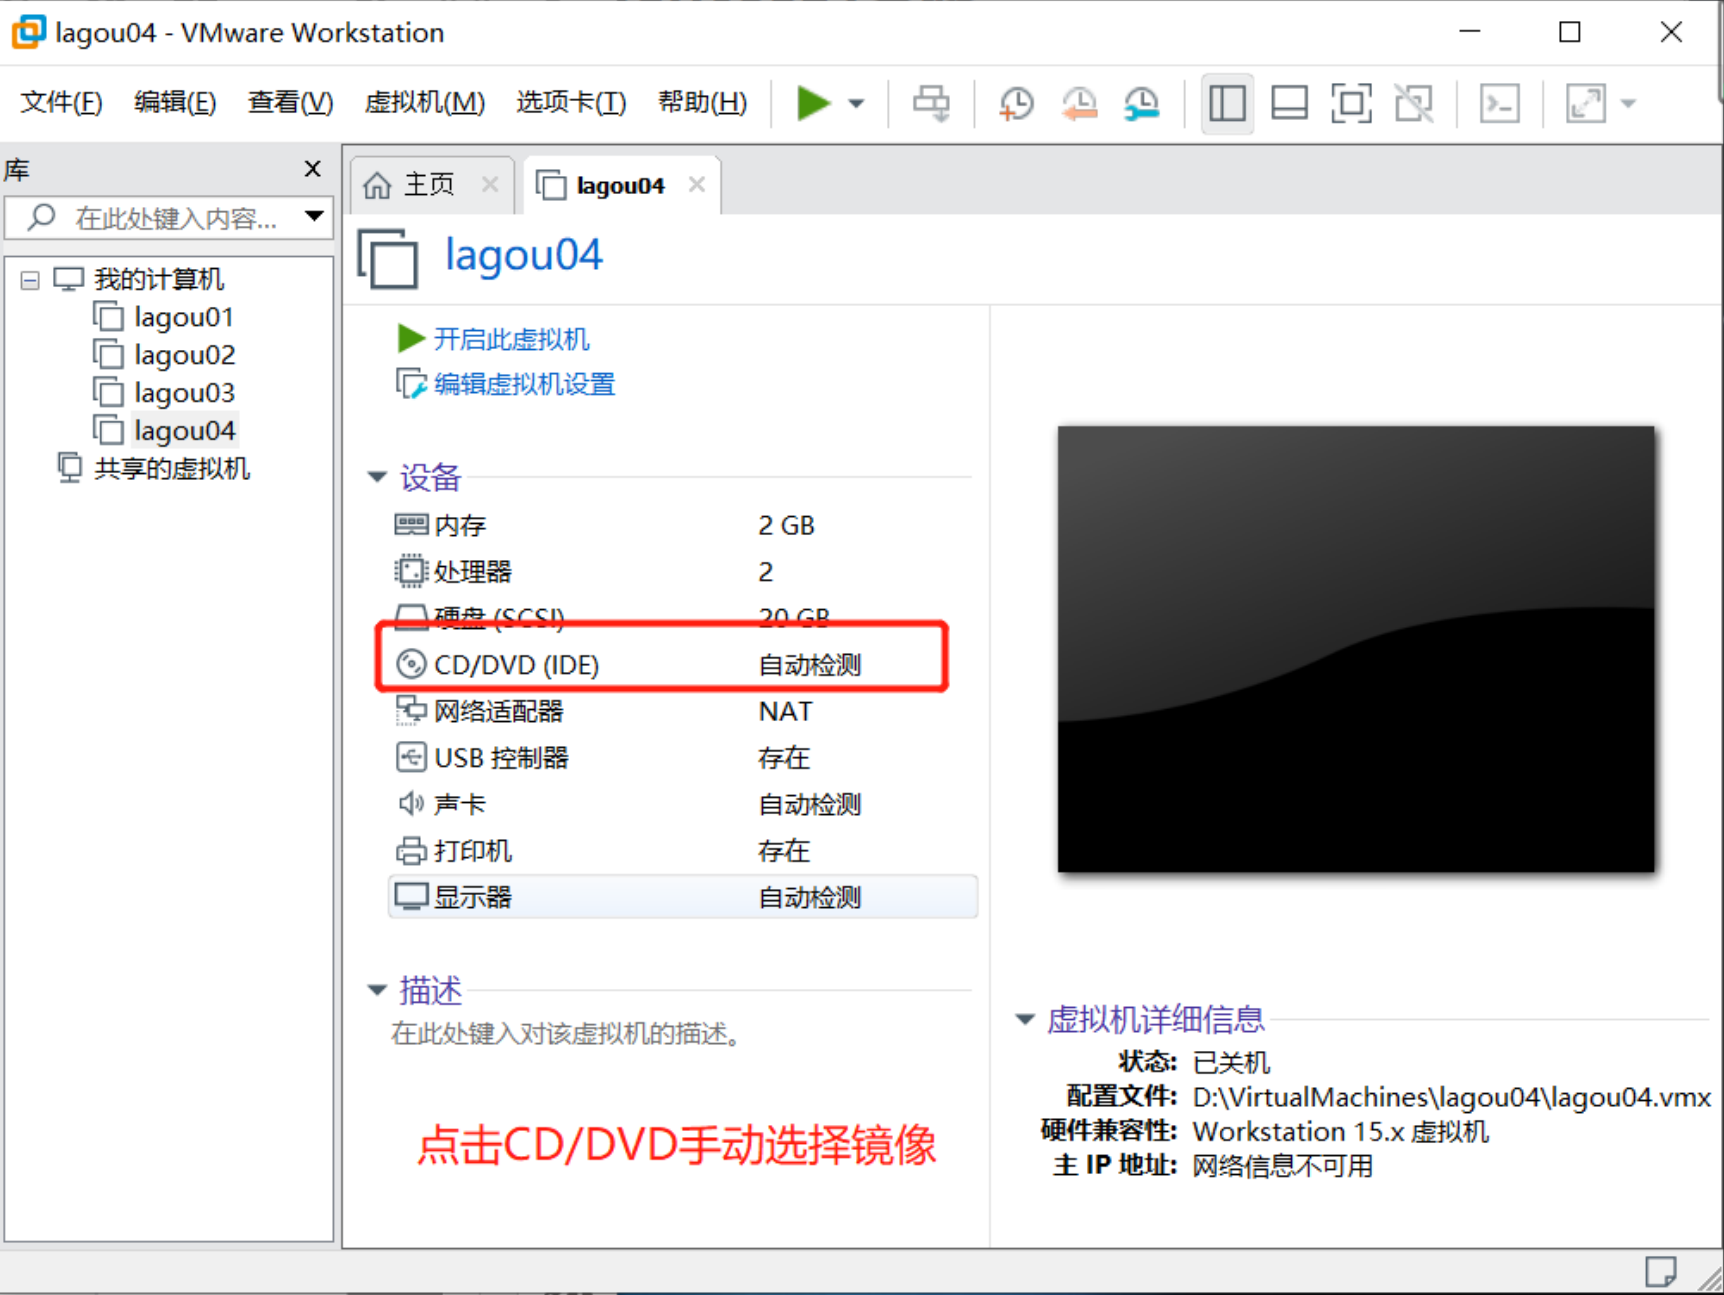 lagou04 - VMware Workstation
文件(F) 编辑(E) 查看(V) 虚拟机(M) 选项卡(T) 帮助(H)
库
在此处键入内容...
我的计算机
lagou01
lagou02
lagou03
lagou04
共享的虚拟机
主页
lagou04
lagou04
开启此虚拟机
编辑虚拟机设置
设备
内存 2 GB
处理器 2
硬盘 (SCSI) 20 GB
CD/DVD (IDE) 自动检测
网络适配器 NAT
USB 控制器 存在
声卡 自动检测
打印机 存在
显示器 自动检测
描述
在此处键入对该虚拟机的描述。
点击CD/DVD手动选择镜像
虚拟机详细信息
状态: 已关机
配置文件: D:\VirtualMachines\lagou04\lagou04.vmx
硬件兼容性: Workstation 15.x 虚拟机
主 IP 地址: 网络信息不可用